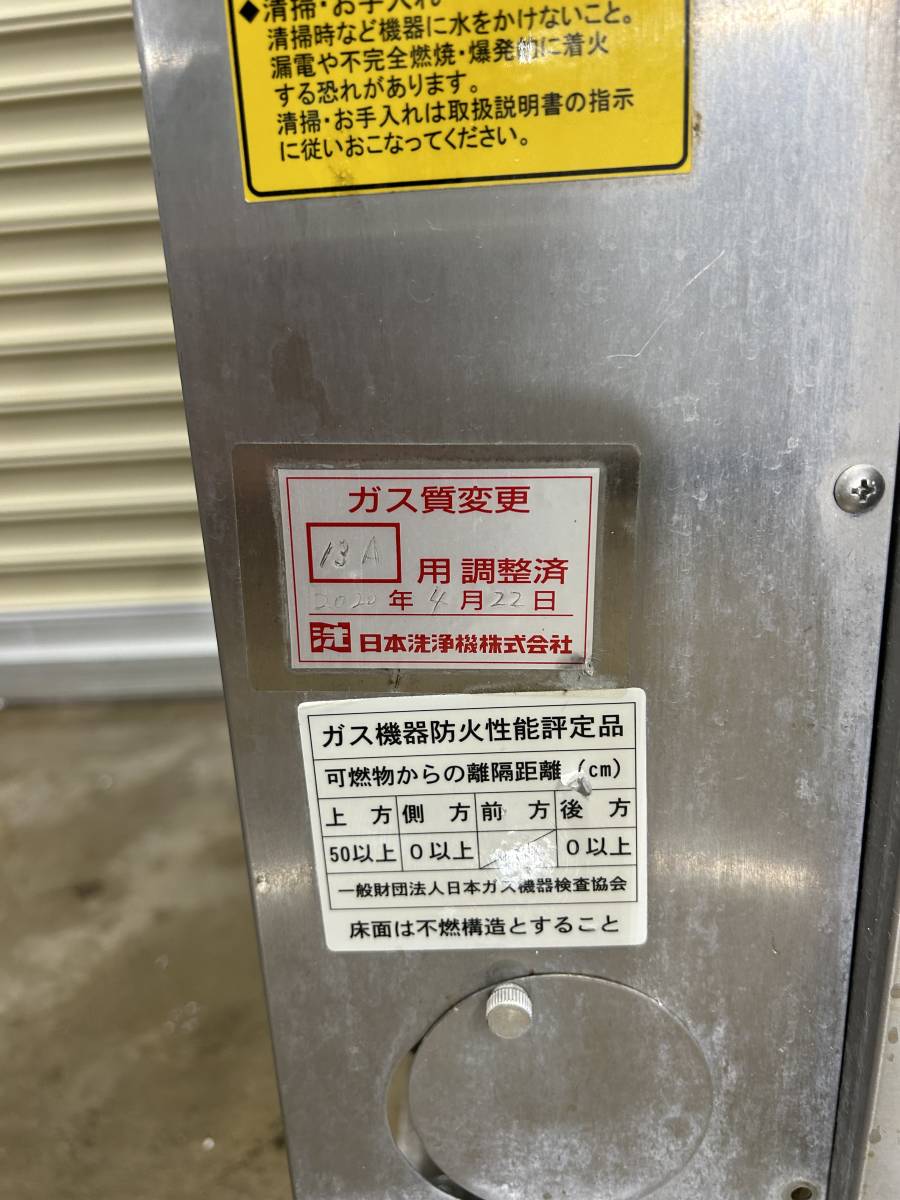 ◆清掃・お手入れ
清掃時など機器に水をかけないこと。
漏電や不完全燃焼・爆発的に着火
する恐れがあります。
清掃・お手入れは取扱説明書の指示
に従いおこなってください。
ガス質変更
13A 用 調整済
2020年 4月22日
洗 日本洗浄機株式会社
ガス機器防火性能評定品
可燃物からの離隔距離 (cm)
上方 側方 前方 後方
50以上 0以上 0以上
一般財団法人日本ガス機器検査協会
床面は不燃構造とすること